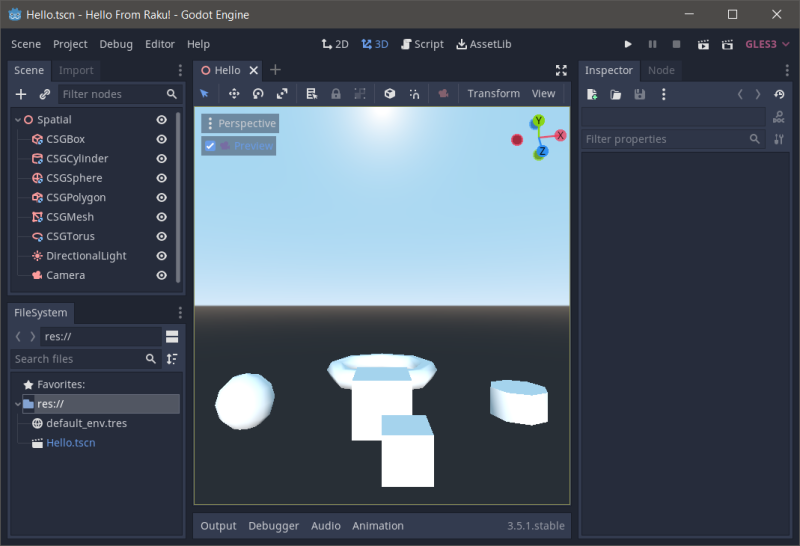 Hello.tscn - Hello From Raku! - Godot Engine
Scene Project Debug Editor Help
2D 3D Script AssetLib
GLES3
Scene Import
Filter nodes
Spatial
CSGBox
CSGCylinder
CSGSphere
CSGPolygon
CSGMesh
CSGTorus
DirectionalLight
Camera
FileSystem
res://
Search files
Favorites:
res://
default_env.tres
Hello.tscn
Hello
Transform View
Perspective
Preview
Y
X
Z
Output Debugger Audio Animation 3.5.1.stable
Inspector Node
DOC
Filter properties